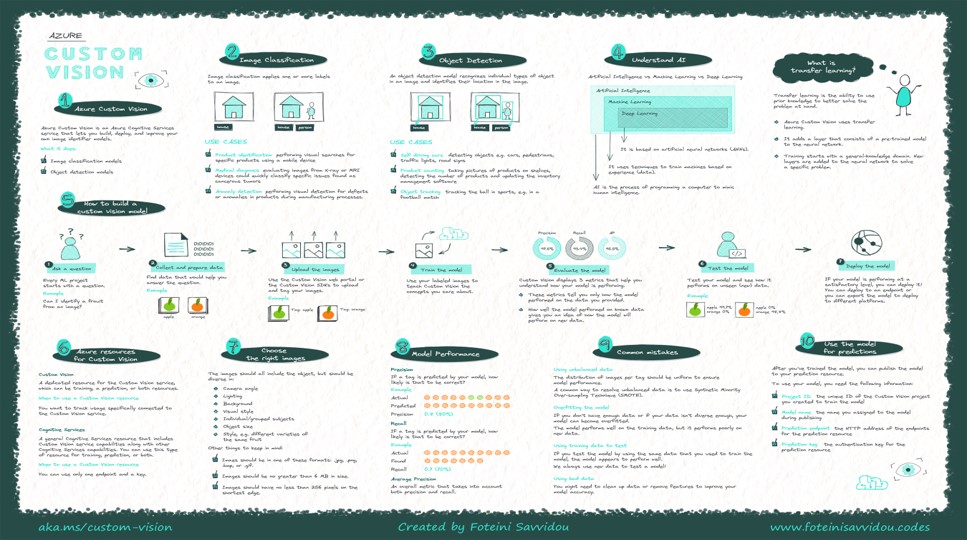 AZURE
CUSTOM
VISION
1
Azure Custom Vision
Azure Custom Vision is an Azure Cognitive Services
service that lets you build, deploy, and improve your
own image identifier models.
What it does
Image classification models
Object detection models
2
Image Classification
Image classification applies one or more labels
to an image.
house
house
person
USE CASES
Product identification performing visual searches for
specific products using a mobile device
Medical diagnosis evaluating images from X-ray or MRI
devices could quickly classify specific issues found as
cancerous tumors
Anomaly detection performing visual detection for defects
or anomalies in products during manufacturing processes.
3
Object Detection
An object detection model recognizes individual types of object
in an image and identifies their location in the image.
house
house
person
USE CASES
Self driving cars detecting objects e.g. cars, pedestrians,
traffic lights, road signs
Product counting taking pictures of products on shelves,
detecting the number of products and updating the inventory
management software
Object tracking tracking the ball in sports, e.g. in a
football match
4
Understand AI
Artificial Intelligence vs Machine Learning vs Deep Learning
Artificial Intelligence
Machine Learning
Deep Learning
It is based on artificial neural networks (ANNs).
It uses techniques to train machines based on
experience (data).
AI is the process of programing a computer to mimic
human intelligence.
What is
transfer learning?
Transfer learning is the ability to use
prior knowledge to better solve the
problem at hand.
Azure Custom Vision uses transfer
learning.
It adds a layer that consists of a pre-trained model
to the neural network.
Training starts with a general-knowledge domain. New
layers are added to the neural network to solve
a specific problem.
5
How to build a
custom vision model
1
Ask a question
Every ML project
starts with a question.
Example
Can I identify a fruit
from an image?
2
Collect and prepare data
Find data that would help you
answer the question.
Example
apple
orange
3
Upload the images
Use the Custom Vision web portal
or the Custom Vision SDKs to upload
and tag your images.
Example
Tag: apple
Tag: orange
4
Train the model
Use your labeled images to
teach Custom Vision the
concepts you care about.
Precision
Recall
AP
5
Evaluate the model
Custom Vision displays 3 metrics that help you
understand how your model is performing.
These metrics tell you only how the model
performed on the data you provided.
How well the model performed on known data
gives you an idea of how the model will
perform on new data.
6
Test the model
Test your model and see how it
performs on unseen input data.
Example
7
Deploy the model
If your model is performing at a
satisfactory level, you can deploy it!
You can deploy to an endpoint or
you can export the model to deploy
to different platforms.
6
Azure resources
for Custom Vision
Custom Vision
A dedicated resource for the Custom Vision service,
which can be training, a prediction, or both resources.
When to use a Custom Vision resource
You want to track usage specifically connected to
the Custom Vision service.
Cognitive Services
A general Cognitive Services resource that includes
Custom Vision service capabilities along with other
Cognitive Services capabilities. You can use this type
of resource for training, prediction, or both.
When to use a Custom Vision resource
You can use only one endpoint and a key.
7
Choose
the right images
The images should all include the object, but should be
diverse in:
Camera angle
Lighting
Background
Visual style
Individual/grouped subjects
Object size
Style, e.g. different varieties of
the same fruit
Other things to keep in mind
Images should be in one of these formats: .jpg, .png,
.bmp, or .gif.
Images should be no greater than 6 MB in size.
Images should have no less than 256 pixels on the
shortest edge.
8
Model Performance
Precision
If a tag is predicted by your model, how
likely is that to be correct?
Example
Actual
Predicted
Precision
Recall
If a tag is predicted by your model, how
likely is that to be correct?
Example
Actual
Found
Recall
0.7 (70%)
Average Precision
An overall metric that takes into account
both precision and recall.
9
Common mistakes
Using unbalanced data
The distribution of images per tag should be uniform to ensure
model performance.
A common way to resolve unbalanced data is to use Synthetic Minority
Over-sampling Technique (SMOTE).
Overfitting the model
If you don't have enough data or if your data isn't diverse enough, your
model can become overfitted.
The model performs well on the training data, but it performs poorly on
new data.
Using training data to test
If you test the model by using the same data that you used to train it,
the model appears to perform well.
We always use new data to test a model!
Using bad data
You might need to clean up data or remove features to improve your
model accuracy.
10
Use the model
for predictions
After you've trained the model, you can publish the model
to your prediction resource.
To use your model, you need the following information:
Project ID the unique ID of the Custom Vision project
you created to train the model
Model name the name you assigned to the model
during publishing
Prediction endpoint the HTTP address of the endpoints
for the prediction resource
Prediction key the authentication key for the
prediction resource
aka.ms/custom-vision
Created by Foteini Savvidou
www.foteinisavvidou.codes